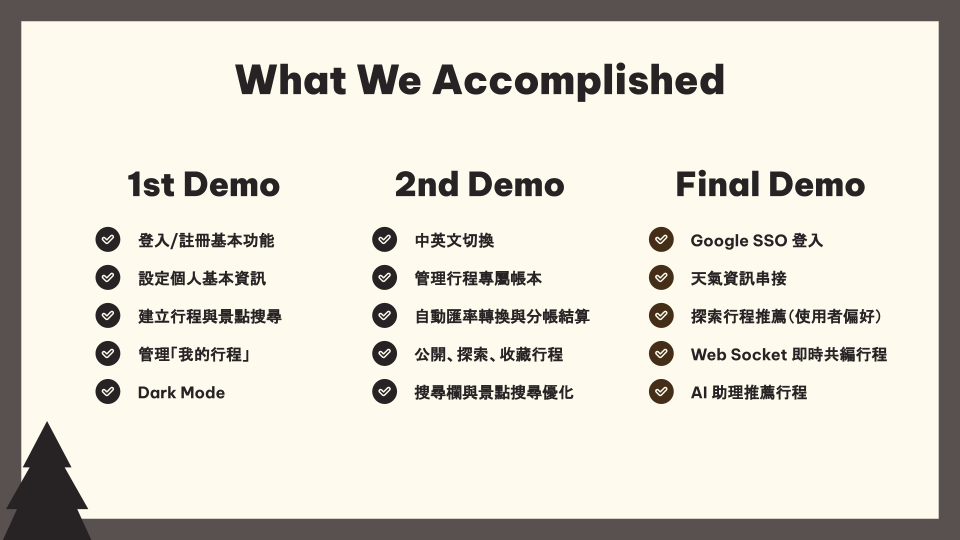 What We Accomplished
1st Demo
登入/註冊基本功能
設定個人基本資訊
建立行程與景點搜尋
管理「我的行程」
Dark Mode
2nd Demo
中英文切換
管理行程專屬帳本
自動匯率轉換與分帳結算
公開、探索、收藏行程
搜尋欄與景點搜尋優化
Final Demo
Google SSO 登入
天氣資訊串接
探索行程推薦（使用者偏好）
Web Socket 即時共編行程
AI 助理推薦行程